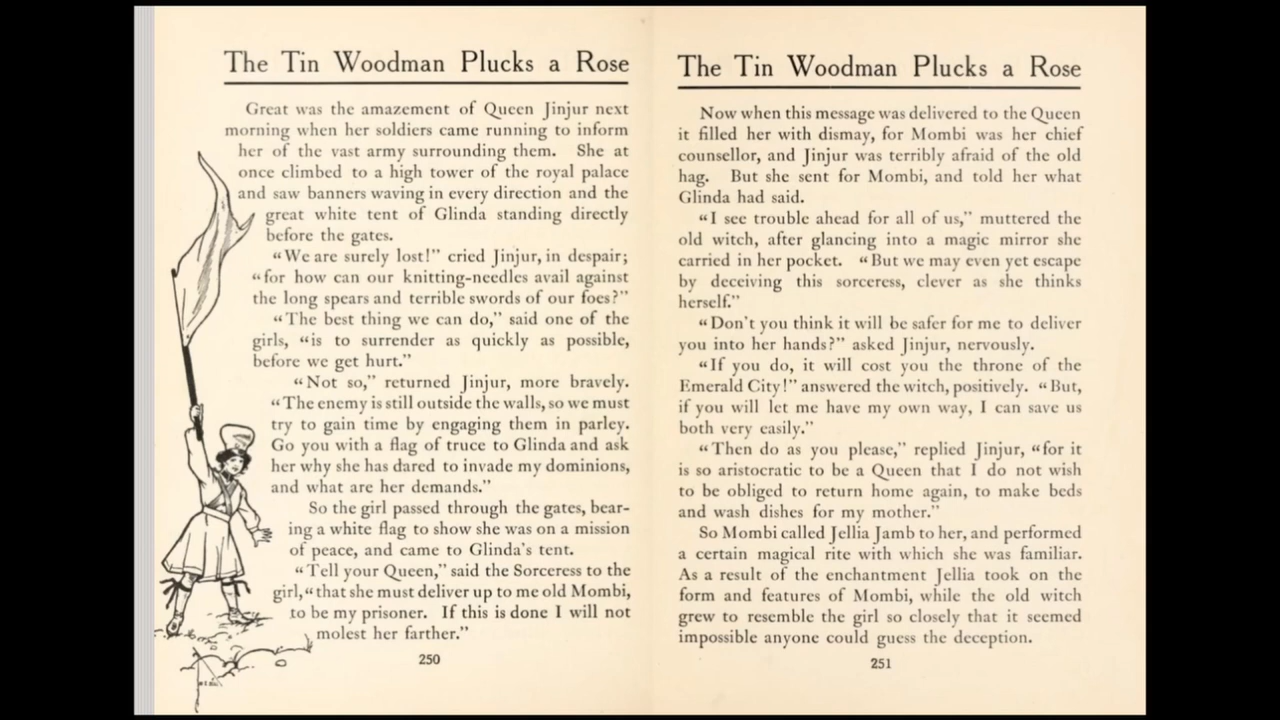 The Tin Woodman Plucks a Rose
Great was the amazement of Queen Jinjur next
morning when her soldiers came running to inform
her of the vast army surrounding them. She at
once climbed to a high tower of the royal palace
and saw banners waving in every direction and the
great white tent of Glinda standing directly
before the gates.
“We are surely lost!” cried Jinjur, in despair;
“for how can our knitting-needles avail against
the long spears and terrible swords of our foes?”
“The best thing we can do,” said one of the
girls, “is to surrender as quickly as possible,
before we get hurt.”
“Not so,” returned Jinjur, more bravely.
“The enemy is still outside the walls, so we must
try to gain time by engaging them in parley.
Go you with a flag of truce to Glinda and ask
her why she has dared to invade my dominions,
and what are her demands.”
So the girl passed through the gates, bear-
ing a white flag to show she was on a mission
of peace, and came to Glinda's tent.
“Tell your Queen,” said the Sorceress to the
girl, “that she must deliver up to me old Mombi,
to be my prisoner. If this is done I will not
molest her farther.”
250
The Tin Woodman Plucks a Rose
Now when this message was delivered to the Queen
it filled her with dismay, for Mombi was her chief
counsellor, and Jinjur was terribly afraid of the old
hag. But she sent for Mombi, and told her what
Glinda had said.
“I see trouble ahead for all of us,” muttered the
old witch, after glancing into a magic mirror she
carried in her pocket. “But we may even yet escape
by deceiving this sorceress, clever as she thinks
herself.”
“Don't you think it will be safer for me to deliver
you into her hands?” asked Jinjur, nervously.
“If you do, it will cost you the throne of the
Emerald City!” answered the witch, positively. “But,
if you will let me have my own way, I can save us
both very easily.”
“Then do as you please,” replied Jinjur, “for it
is so aristocratic to be a Queen that I do not wish
to be obliged to return home again, to make beds
and wash dishes for my mother.”
So Mombi called Jellia Jamb to her, and performed
a certain magical rite with which she was familiar.
As a result of the enchantment Jellia took on the
form and features of Mombi, while the old witch
grew to resemble the girl so closely that it seemed
impossible anyone could guess the deception.
251